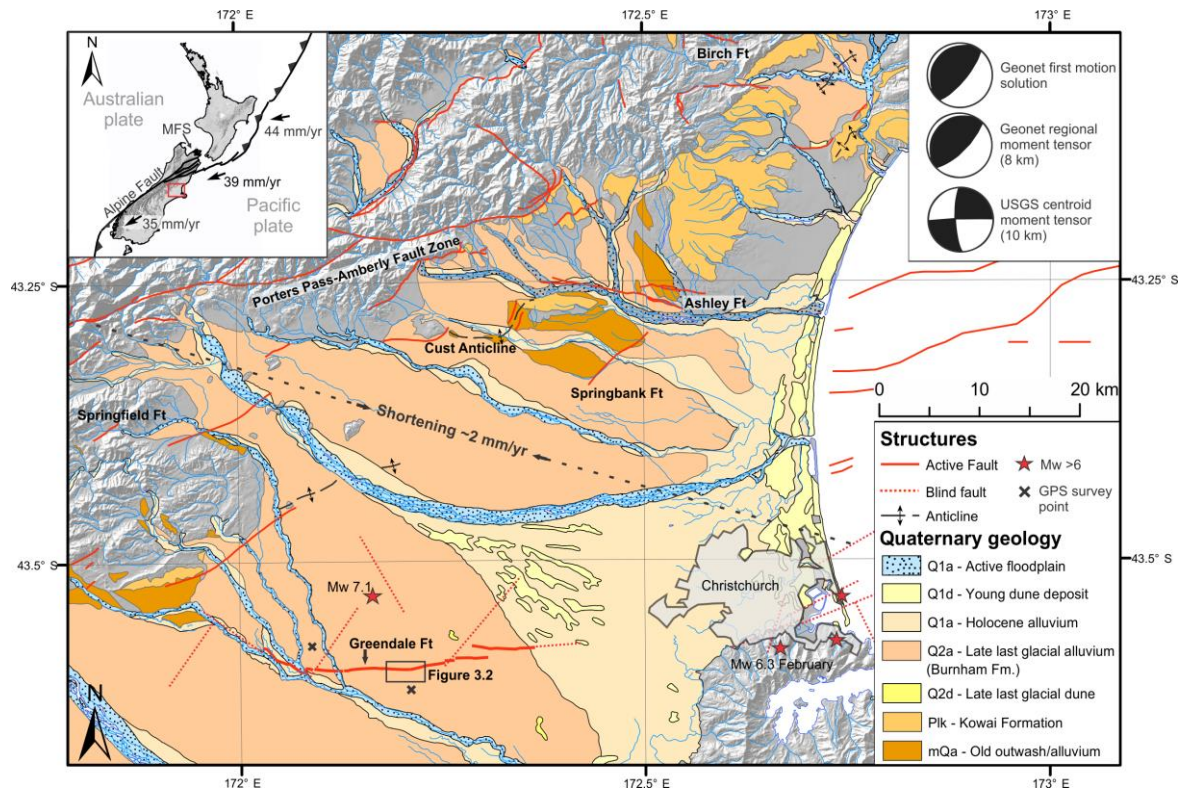 172° E
172.5° E
173° E
N
Australian
plate
MFS
44 mm/yr
39 mm/yr
Alpine Fault
35 mm/yr
Pacific
plate
Birch Ft
Geonet first motion
solution
Geonet regional
moment tensor
(8 km)
USGS centroid
moment tensor
(10 km)
43.25° S
43.25° S
Porters Pass-Amberly Fault Zone
Ashley Ft
Cust Anticline
Springbank Ft
0 10 20 km
Springfield Ft
Shortening ~2 mm/yr
Structures
Active Fault
Mw >6
Blind fault
GPS survey
point
Anticline
43.5° S
43.5° S
Quaternary geology
Q1a - Active floodplain
Q1d - Young dune deposit
Q1a - Holocene alluvium
Q2a - Late last glacial alluvium
(Burnham Fm.)
Q2d - Late last glacial dune
Plk - Kowai Formation
mQa - Old outwash/alluvium
Christchurch
Mw 7.1
Greendale Ft
Figure 3.2
Mw 6.3 February
N
172° E
172.5° E
173° E